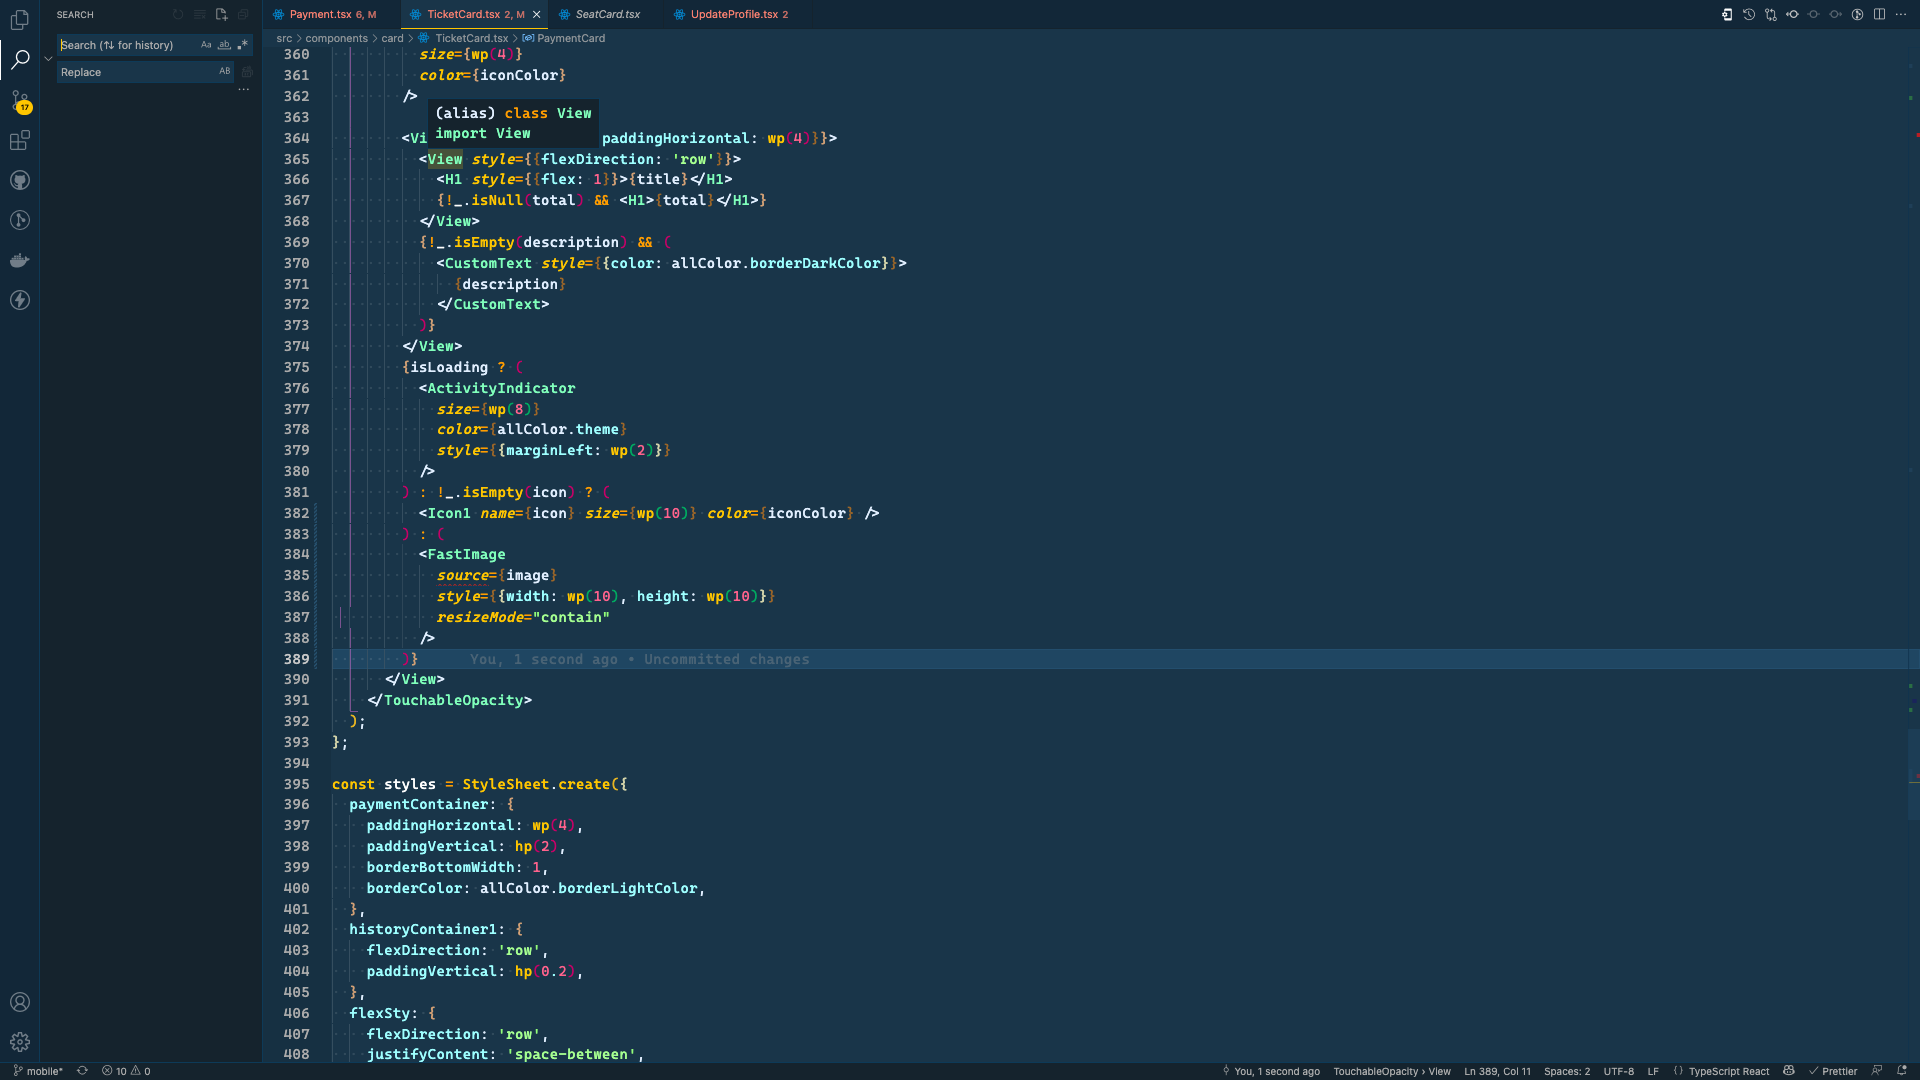 SEARCH
Search (⇅ for history)
Aa ab .*
Replace
AB
...
17
Payment.tsx 6, M
TicketCard.tsx 2, M
SeatCard.tsx
UpdateProfile.tsx 2
src > components > card > TicketCard.tsx > PaymentCard
360 size={wp(4)}
361 color={iconColor}
362 />
(alias) class View
import View
363
364 <Vi paddingHorizontal: wp(4)}}>
365 <View style={{flexDirection: 'row'}}>
366 <H1 style={{flex: 1}}>{title}</H1>
367 {!_.isNull(total) && <H1>{total}</H1>}
368 </View>
369 {!_.isEmpty(description) && (
370 <CustomText style={{color: allColor.borderDarkColor}}>
371 {description}
372 </CustomText>
373 )}
374 </View>
375 {isLoading ? (
376 <ActivityIndicator
377 size={wp(8)}
378 color={allColor.theme}
379 style={{marginLeft: wp(2)}}
380 />
381 ) : !_.isEmpty(icon) ? (
382 <Icon1 name={icon} size={wp(10)} color={iconColor} />
383 ) : (
384 <FastImage
385 source={image}
386 style={{width: wp(10), height: wp(10)}}
387 resizeMode="contain"
388 />
389 )} You, 1 second ago • Uncommitted changes
390 </View>
391 </TouchableOpacity>
392 );
393 };
394
395 const styles = StyleSheet.create({
396 paymentContainer: {
397 paddingHorizontal: wp(4),
398 paddingVertical: hp(2),
399 borderBottomWidth: 1,
400 borderColor: allColor.borderLightColor,
401 },
402 historyContainer1: {
403 flexDirection: 'row',
404 paddingVertical: hp(0.2),
405 },
406 flexSty: {
407 flexDirection: 'row',
408 justifyContent: 'space-between',
mobile* 10 0 You, 1 second ago TouchableOpacity › View Ln 389, Col 11 Spaces: 2 UTF-8 LF {} TypeScript React Prettier